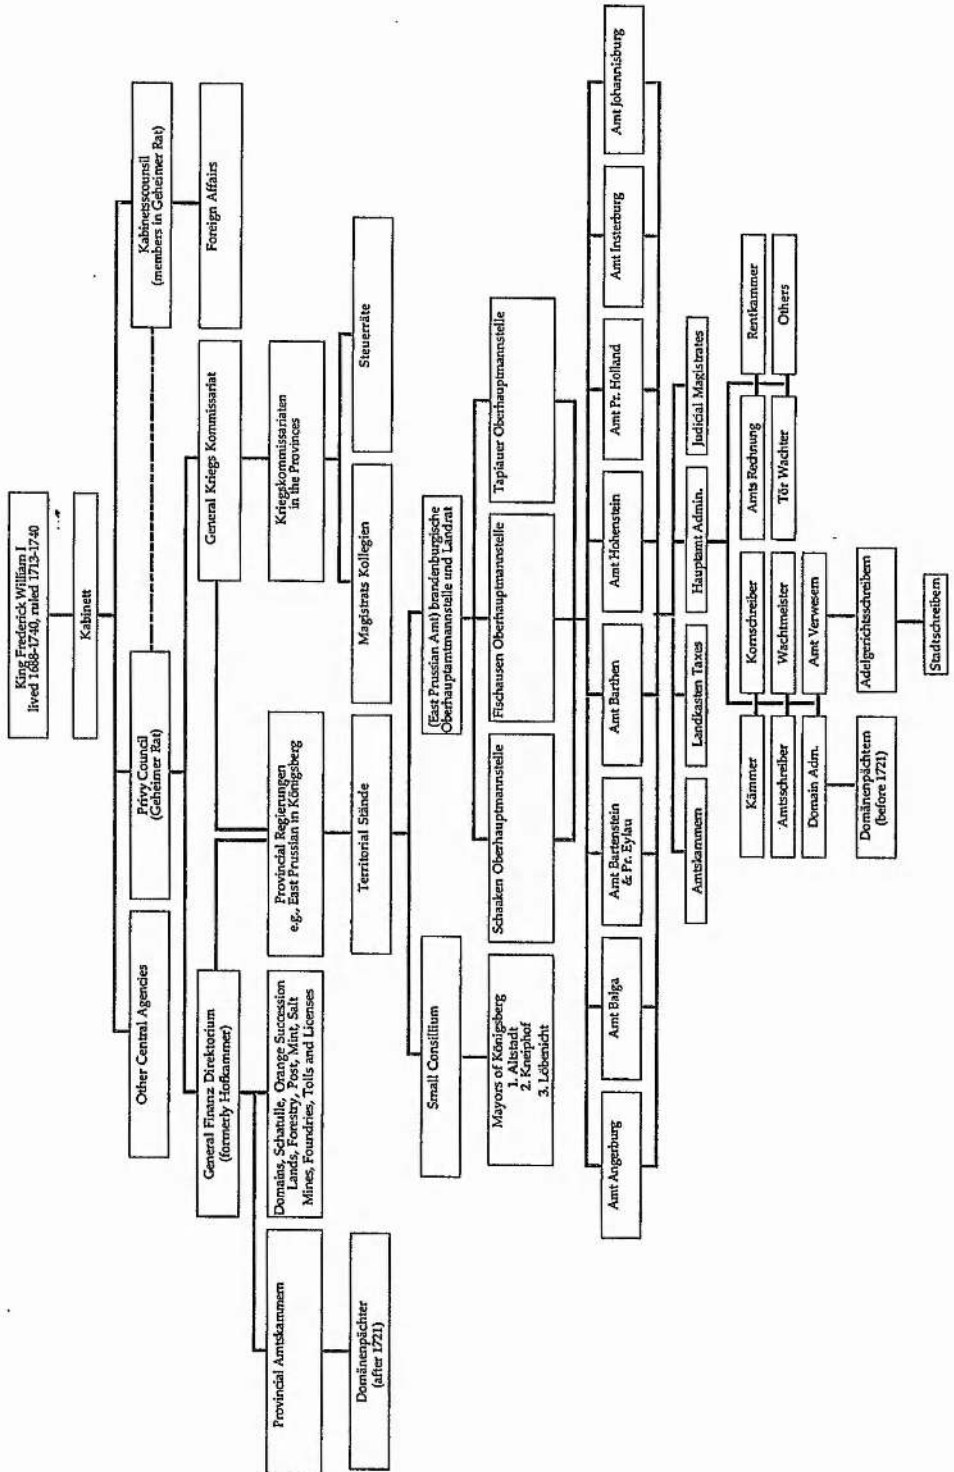 King Frederick William I
lived 1688-1740, ruled 1713-1740
Kabinett
Other Central Agencies
Privy Council
(Geheimer Rat)
Kabinetsscounsil
(members in Geheimer Rat)
Foreign Affairs
General Finanz Direktorium
(formerly Hofkammer)
General Kriegs Kommissariat
Provincial Amtskammern
Domains, Schatulle, Orange Succession
Lands, Forestry, Post, Mint, Salt
Mines, Foundries, Tolls and Licenses
Provincial Regierungen
e.g., East Prussian in Königsberg
Kriegskommissariaten
in the Provinces
Domänenpächter
(after 1721)
Territorial Stände
Magistrats Kollegien
Steuerräte
Small Consillium
(East Prussian Amt) brandenburgische
Oberhauptamtmannstelle und Landrat
Mayors of Königsberg
1. Altstadt
2. Kneiphof
3. Löbenicht
Schaaken Oberhauptmannstelle
Fischausen Oberhauptmannstelle
Tapiauer Oberhauptmannstelle
Amt Angerburg
Amt Balga
Amt Bartenstein
& Pr. Eylau
Amt Barthen
Amt Hohenstein
Amt Pr. Holland
Amt Insterburg
Amt Johannisburg
Amtskammern
Landkasten Taxes
Hauptamt Admin.
Judicial Magistrates
Kämmer
Kornschreiber
Amts Rechnung
Rentkammer
Amtsschreiber
Wachtmeister
Tör Wachter
Others
Domain Adm.
Amt Verwesern
Domänenpächtern
(before 1721)
Adelgerichtsschreibern
Stadtschreibern